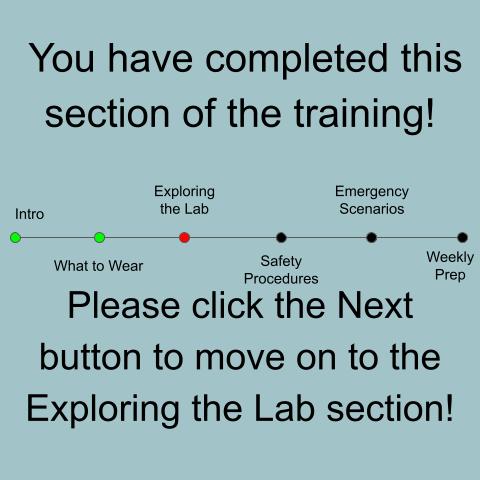 You have completed this
section of the training!
Intro
What to Wear
Exploring
the Lab
Safety
Procedures
Emergency
Scenarios
Weekly
Prep
Please click the Next
button to move on to the
Exploring the Lab section!